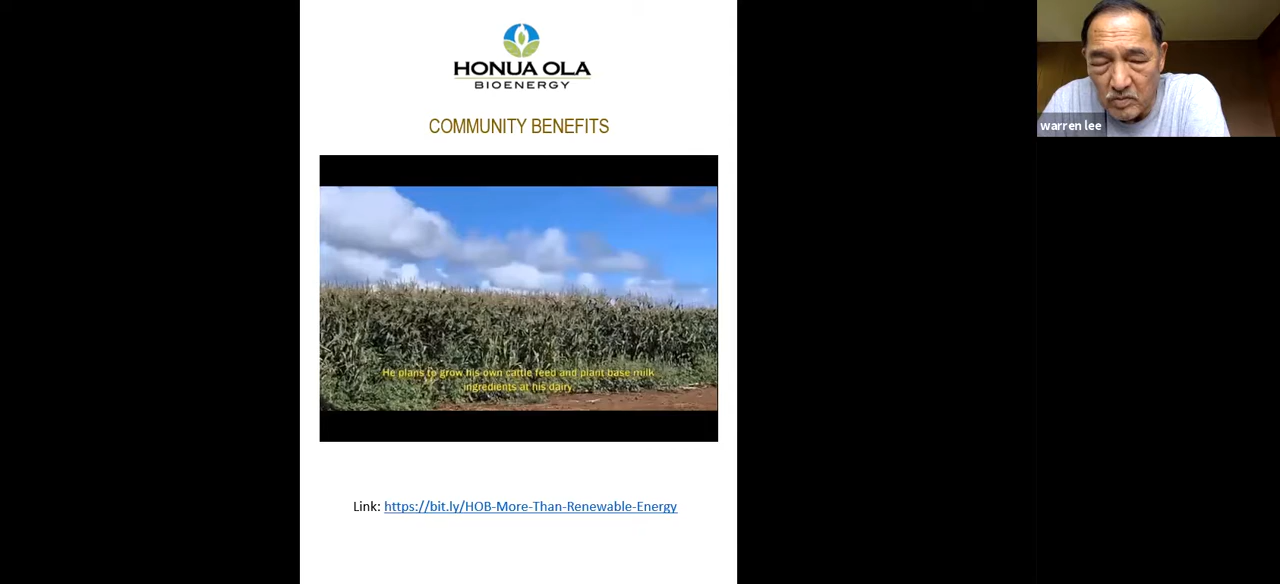 HONUA OLA
BIOENERGY
COMMUNITY BENEFITS
warren lee
He plans to grow his own cattle feed and plant base milk
ingredients at his dairy.
Link: https://bit.ly/HOB-More-Than-Renewable-Energy